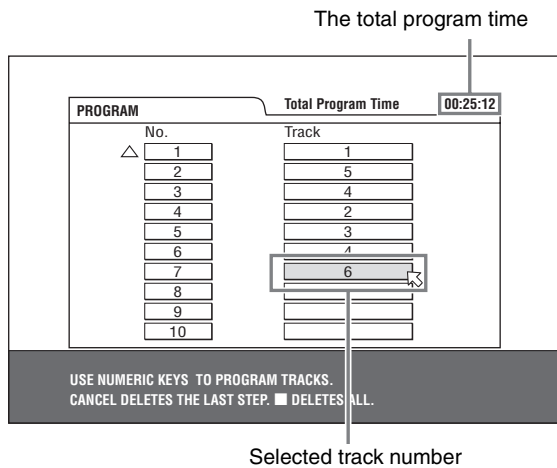 The total program time
PROGRAM Total Program Time 00:25:12
No. Track
1 1
2 5
3 4
4 2
5 3
6 4
7 6
8
9
10
USE NUMERIC KEYS TO PROGRAM TRACKS.
CANCEL DELETES THE LAST STEP. ■ DELETES ALL.
Selected track number